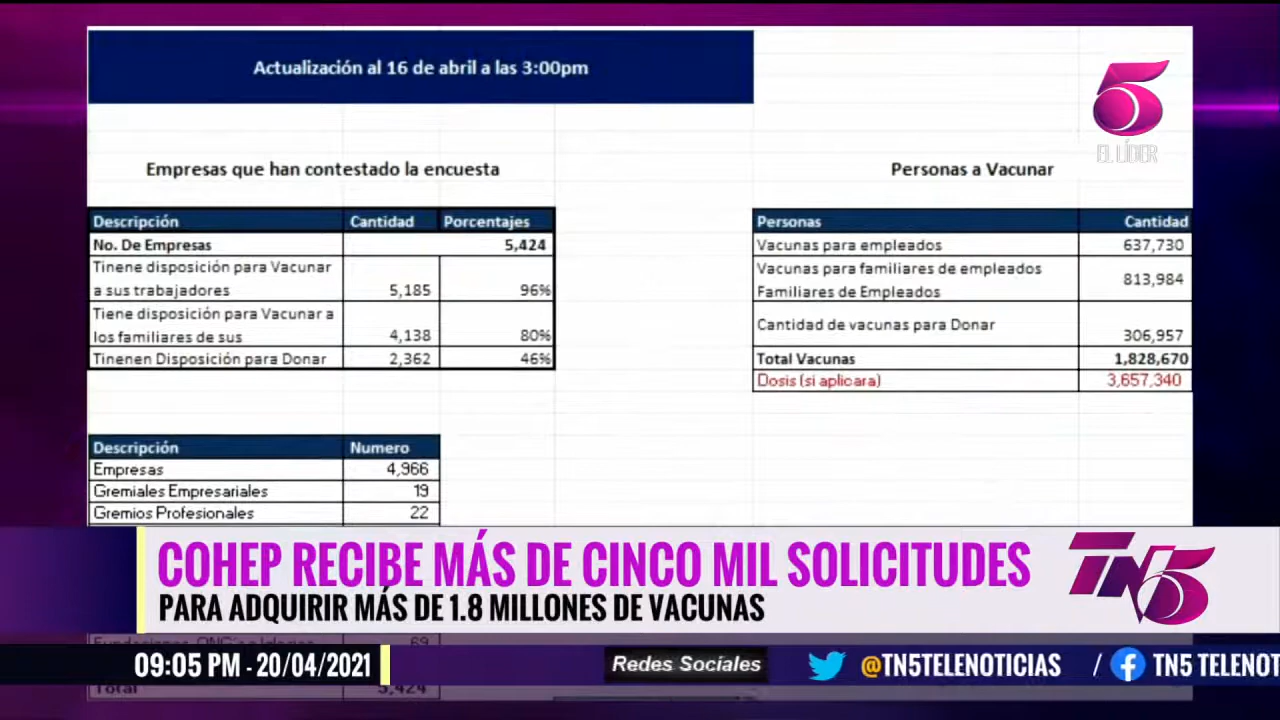 Actualización al 16 de abril a las 3:00pm
5
EL LÍDER
Empresas que han contestado la encuesta
Descripción Cantidad Porcentajes
No. De Empresas 5,424
Tinene disposición para Vacunar
a sus trabajadores 5,185 96%
Tiene disposición para Vacunar a
los familiares de sus 4,138 80%
Tinenen Disposición para Donar 2,362 46%
Personas a Vacunar
Personas Cantidad
Vacunas para empleados 637,730
Vacunas para familiares de empleados
Familiares de Empleados 813,984
Cantidad de vacunas para Donar 306,957
Total Vacunas 1,828,670
Dosis (si aplicara) 3,657,340
Descripción Numero
Empresas 4,966
Gremiales Empresariales 19
Gremios Profesionales 22
COHEP RECIBE MÁS DE CINCO MIL SOLICITUDES
PARA ADQUIRIR MÁS DE 1.8 MILLONES DE VACUNAS
TN5
69
09:05 PM - 20/04/2021
Redes Sociales
@TN5TELENOTICIAS / TN5 TELENOT
Total 5,424